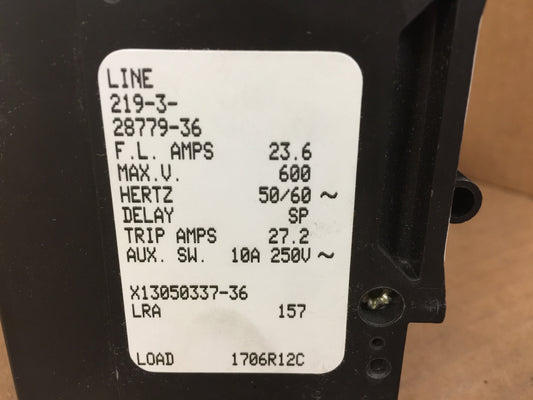 LINE
219-3-
28779-36
F.L. AMPS 23.6
MAX.V. 600
HERTZ 50/60 ~
DELAY SP
TRIP AMPS 27.2
AUX. SW. 10A 250V ~
X13050337-36
LRA 157
LOAD 1706R12C